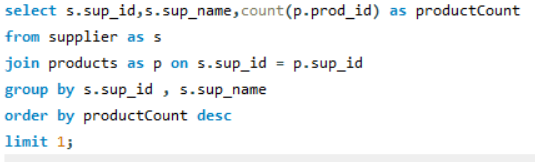 select s.sup_id,s.sup_name,count(p.prod_id) as productCount
from supplier as s
join products as p on s.sup_id = p.sup_id
group by s.sup_id , s.sup_name
order by productCount desc
limit 1;